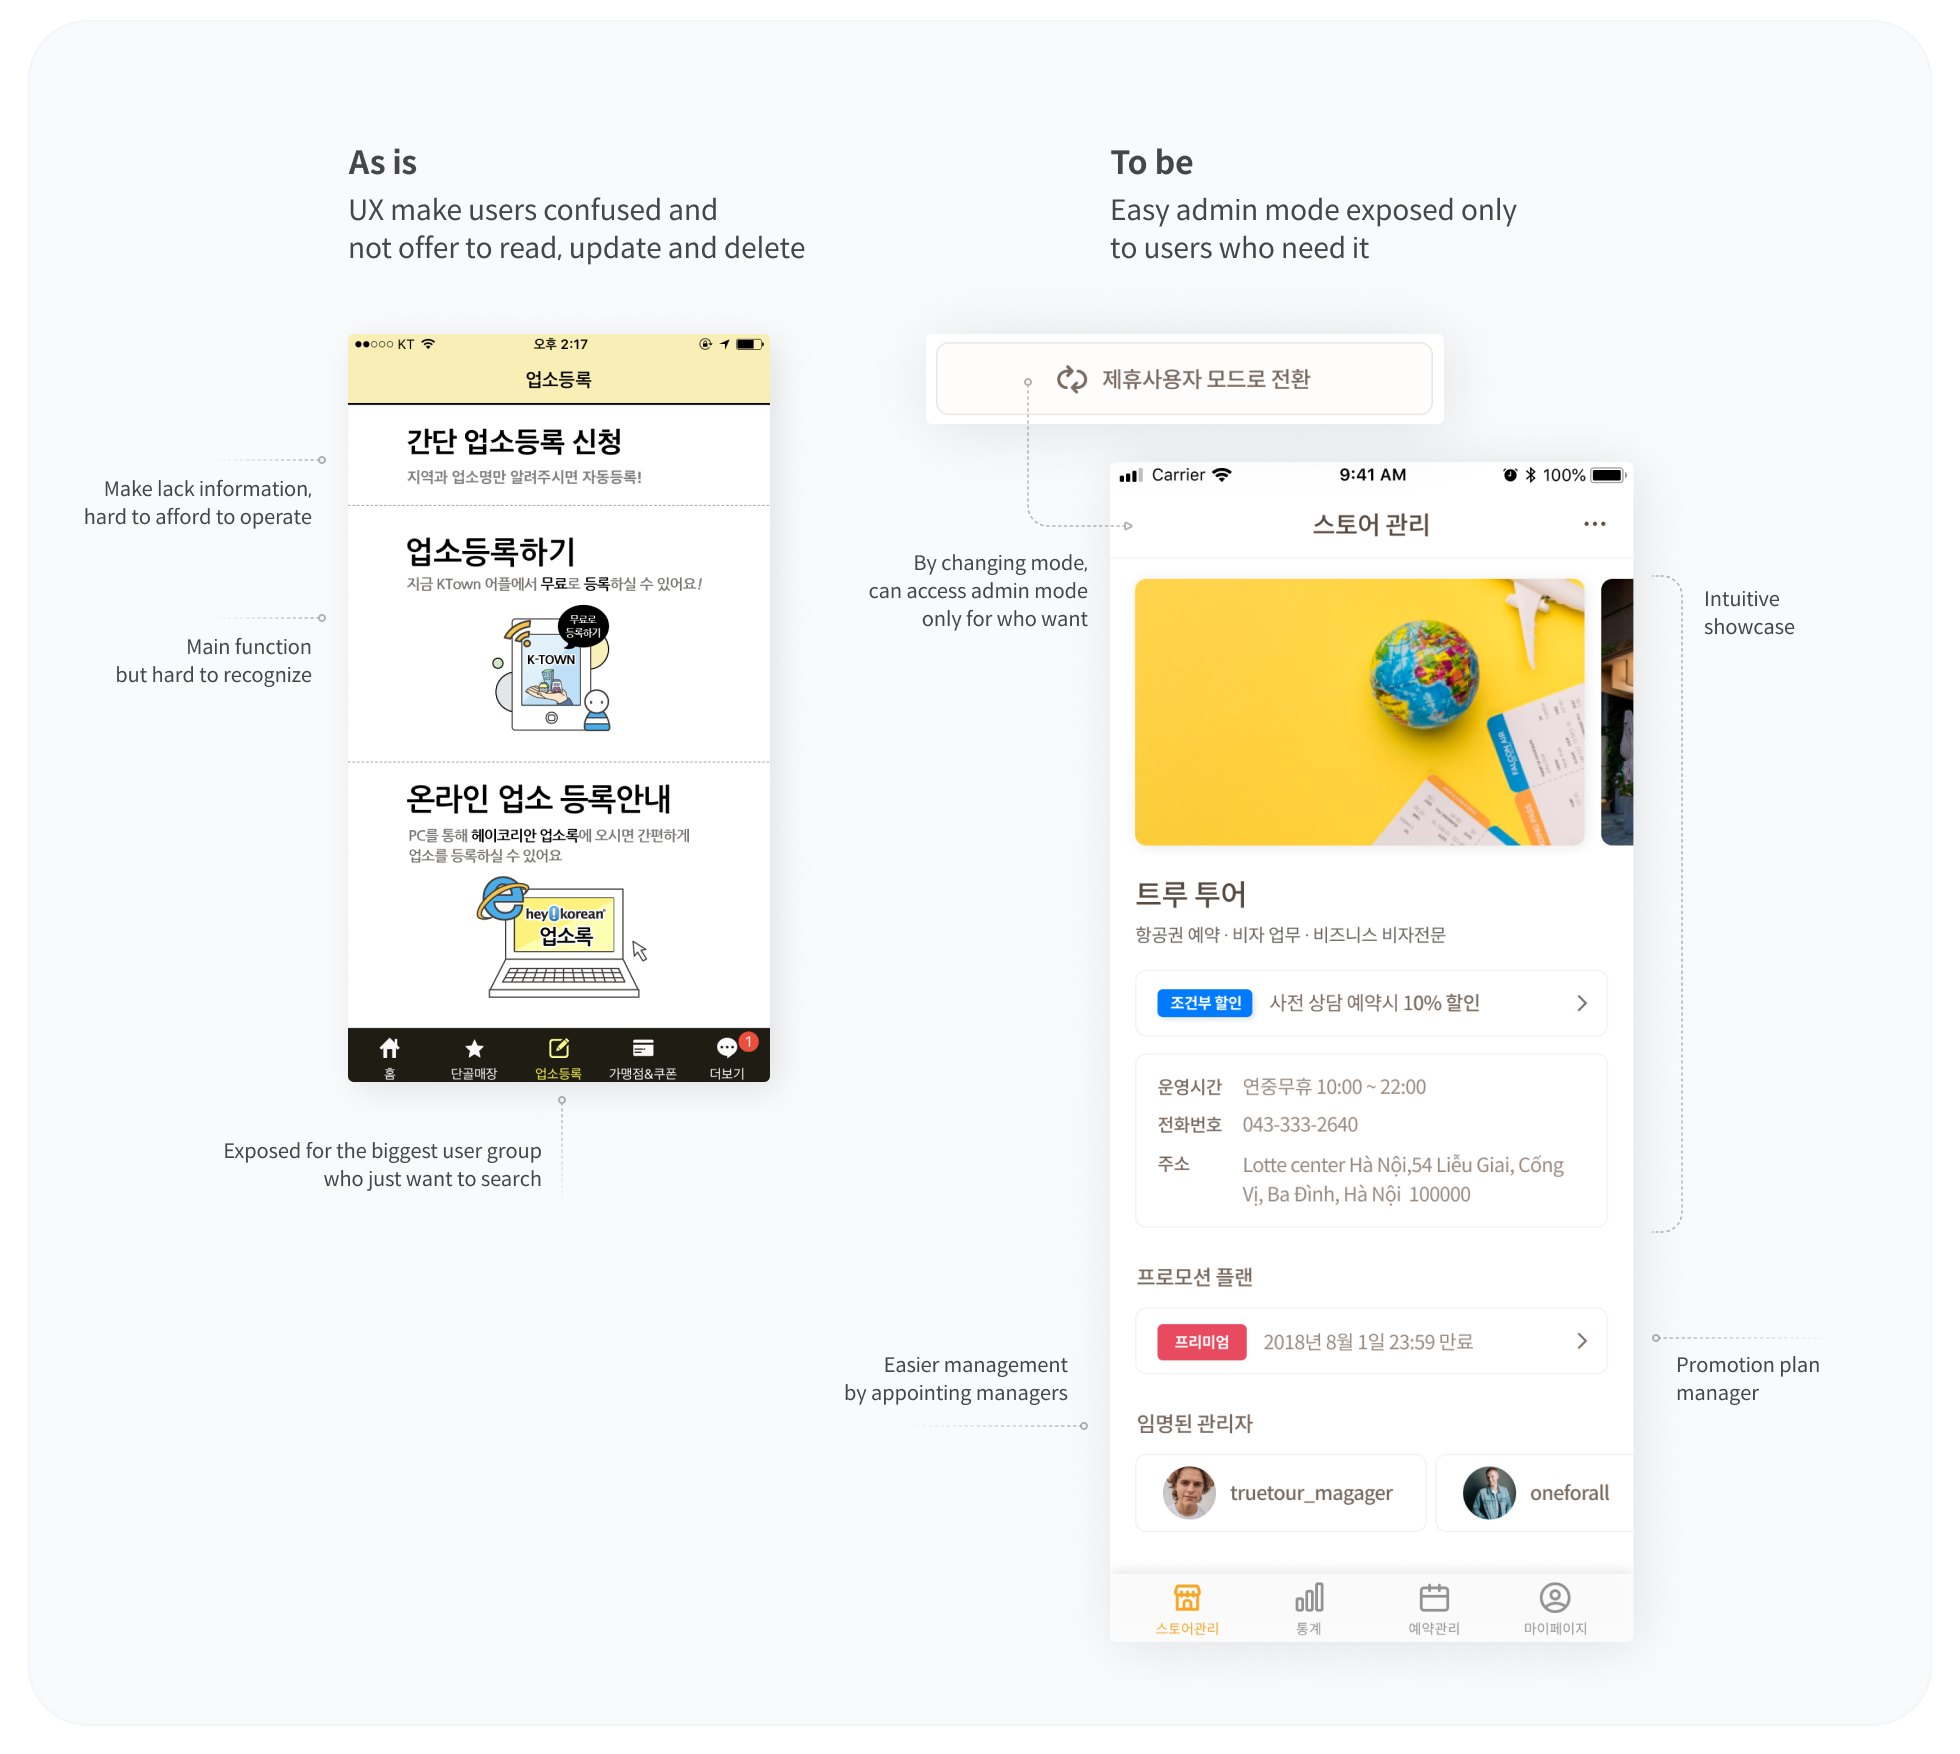 As is
UX make users confused and
not offer to read, update and delete
KT
오후 2:17
업소등록
간단 업소등록 신청
지역과 업소명만 알려주시면 자동등록!
업소등록하기
지금 KTown 어플에서 무료로 등록하실 수 있어요!
무료로
등록하기
K-TOWN
온라인 업소 등록안내
PC를 통해 헤이코리안 업소록에 오시면 간편하게
업소를 등록하실 수 있어요
hey!korean
업소록
홈
단골매장
업소등록
가맹점&쿠폰
더보기
1
Make lack information,
hard to afford to operate
Main function
but hard to recognize
Exposed for the biggest user group
who just want to search
To be
Easy admin mode exposed only
to users who need it
제휴사용자 모드로 전환
By changing mode,
can access admin mode
only for who want
Carrier
9:41 AM
100%
스토어 관리
FALCON AIR
트루 투어
항공권 예약 · 비자 업무 · 비즈니스 비자전문
조건부 할인
사전 상담 예약시 10% 할인
운영시간 연중무휴 10:00 ~ 22:00
전화번호 043-333-2640
주소 Lotte center Hà Nội,54 Liễu Giai, Cống
Vị, Ba Đình, Hà Nội 100000
프로모션 플랜
프리미엄
2018년 8월 1일 23:59 만료
임명된 관리자
truetour_magager
oneforall
스토어관리
통계
예약관리
마이페이지
Intuitive
showcase
Easier management
by appointing managers
Promotion plan
manager